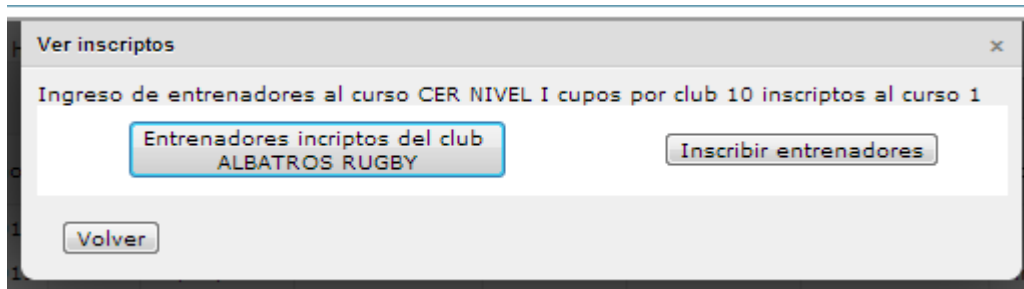 Ver inscriptos
×
Ingreso de entrenadores al curso CER NIVEL I cupos por club 10 inscriptos al curso 1
Entrenadores incriptos del club
ALBATROS RUGBY
Inscribir entrenadores
Volver